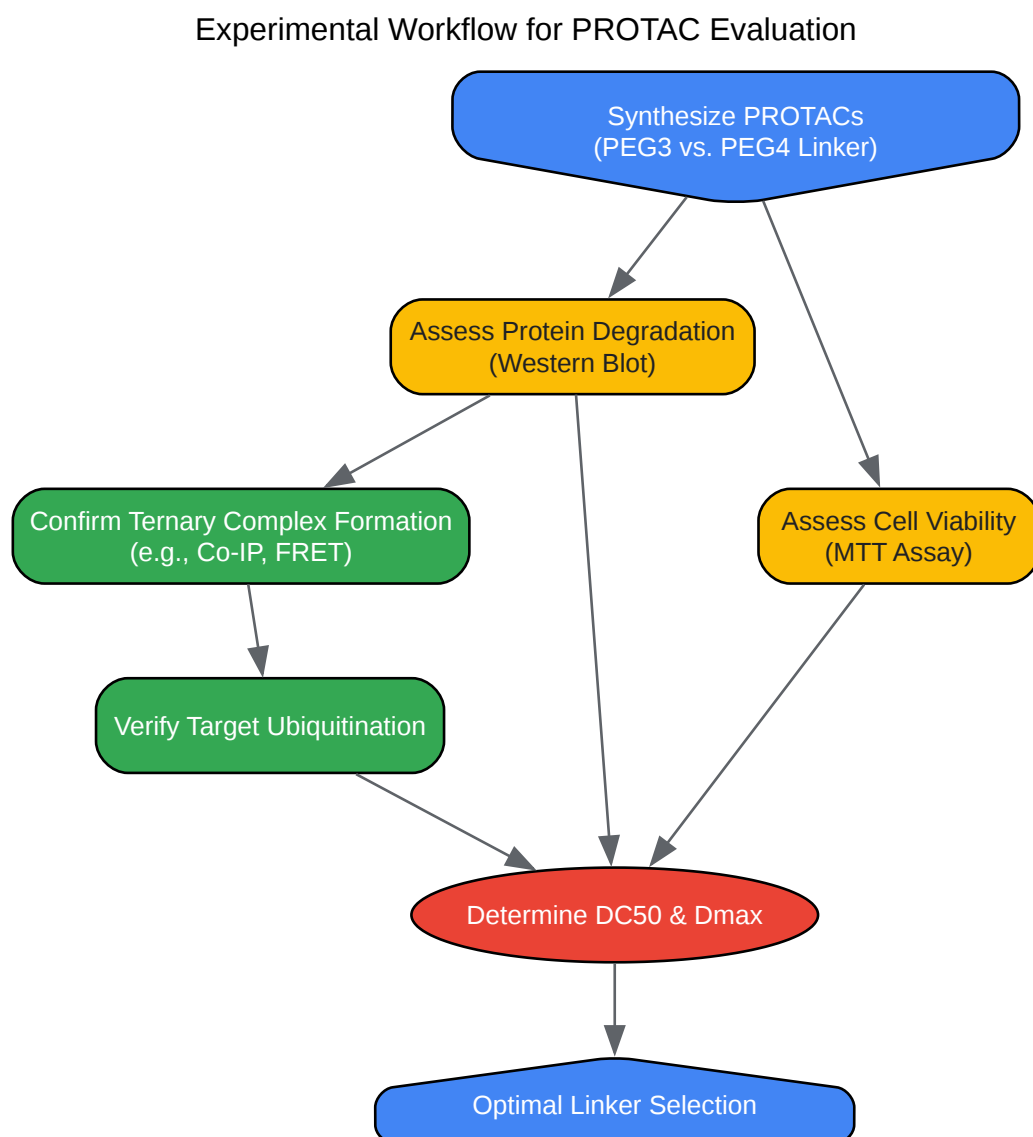 Experimental Workflow for PROTAC Evaluation
Synthesize PROTACs
(PEG3 vs. PEG4 Linker)
Assess Protein Degradation
(Western Blot)
Confirm Ternary Complex Formation
(e.g., Co-IP, FRET)
Assess Cell Viability
(MTT Assay)
Verify Target Ubiquitination
Determine DC50 & Dmax
Optimal Linker Selection